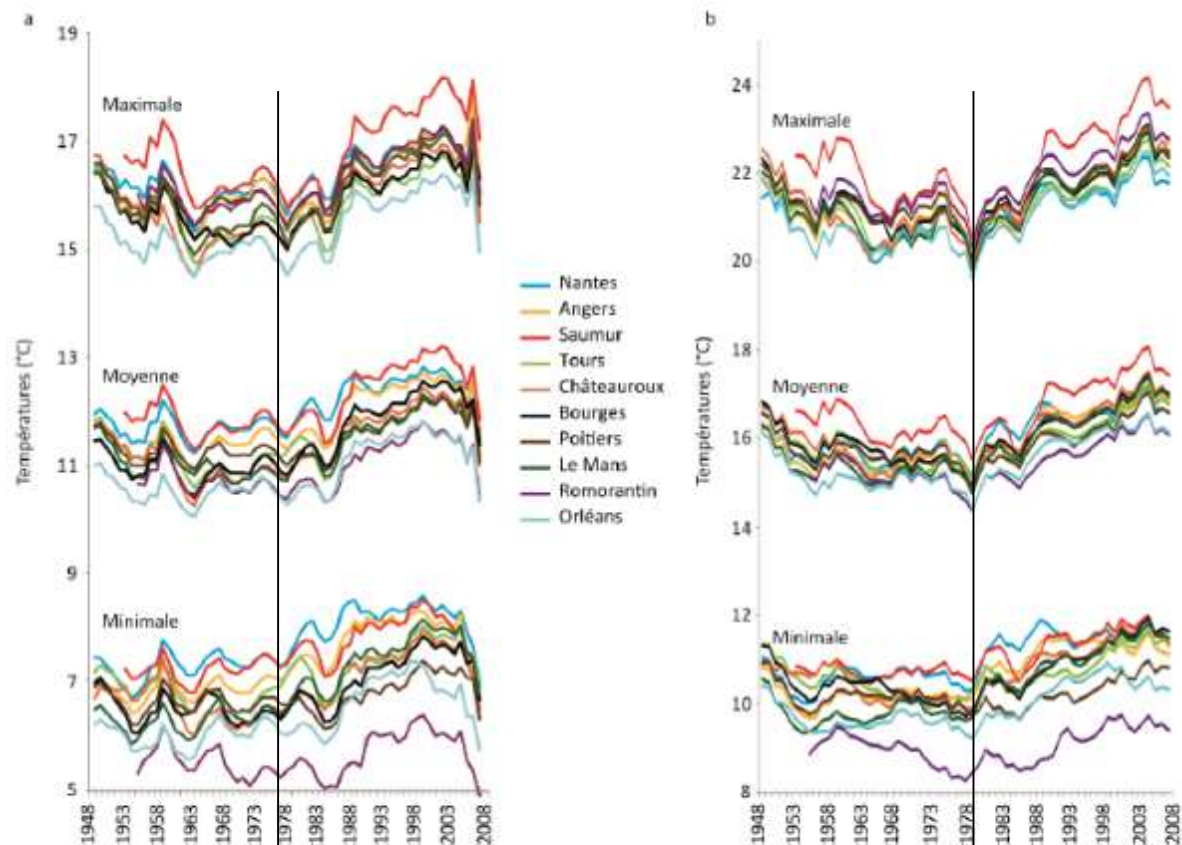 a
b
19
17
15
13
11
9
7
5
Températures (°C)
Maximale
Moyenne
Minimale
1948
1953
1958
1963
1968
1973
1978
1983
1988
1993
1998
2003
2008
Nantes
Angers
Saumur
Tours
Châteauroux
Bourges
Poitiers
Le Mans
Romorantin
Orléans
24
22
20
18
16
14
12
10
8
Températures (°C)
Maximale
Moyenne
Minimale
1948
1953
1958
1963
1968
1973
1978
1983
1988
1993
1998
2003
2008